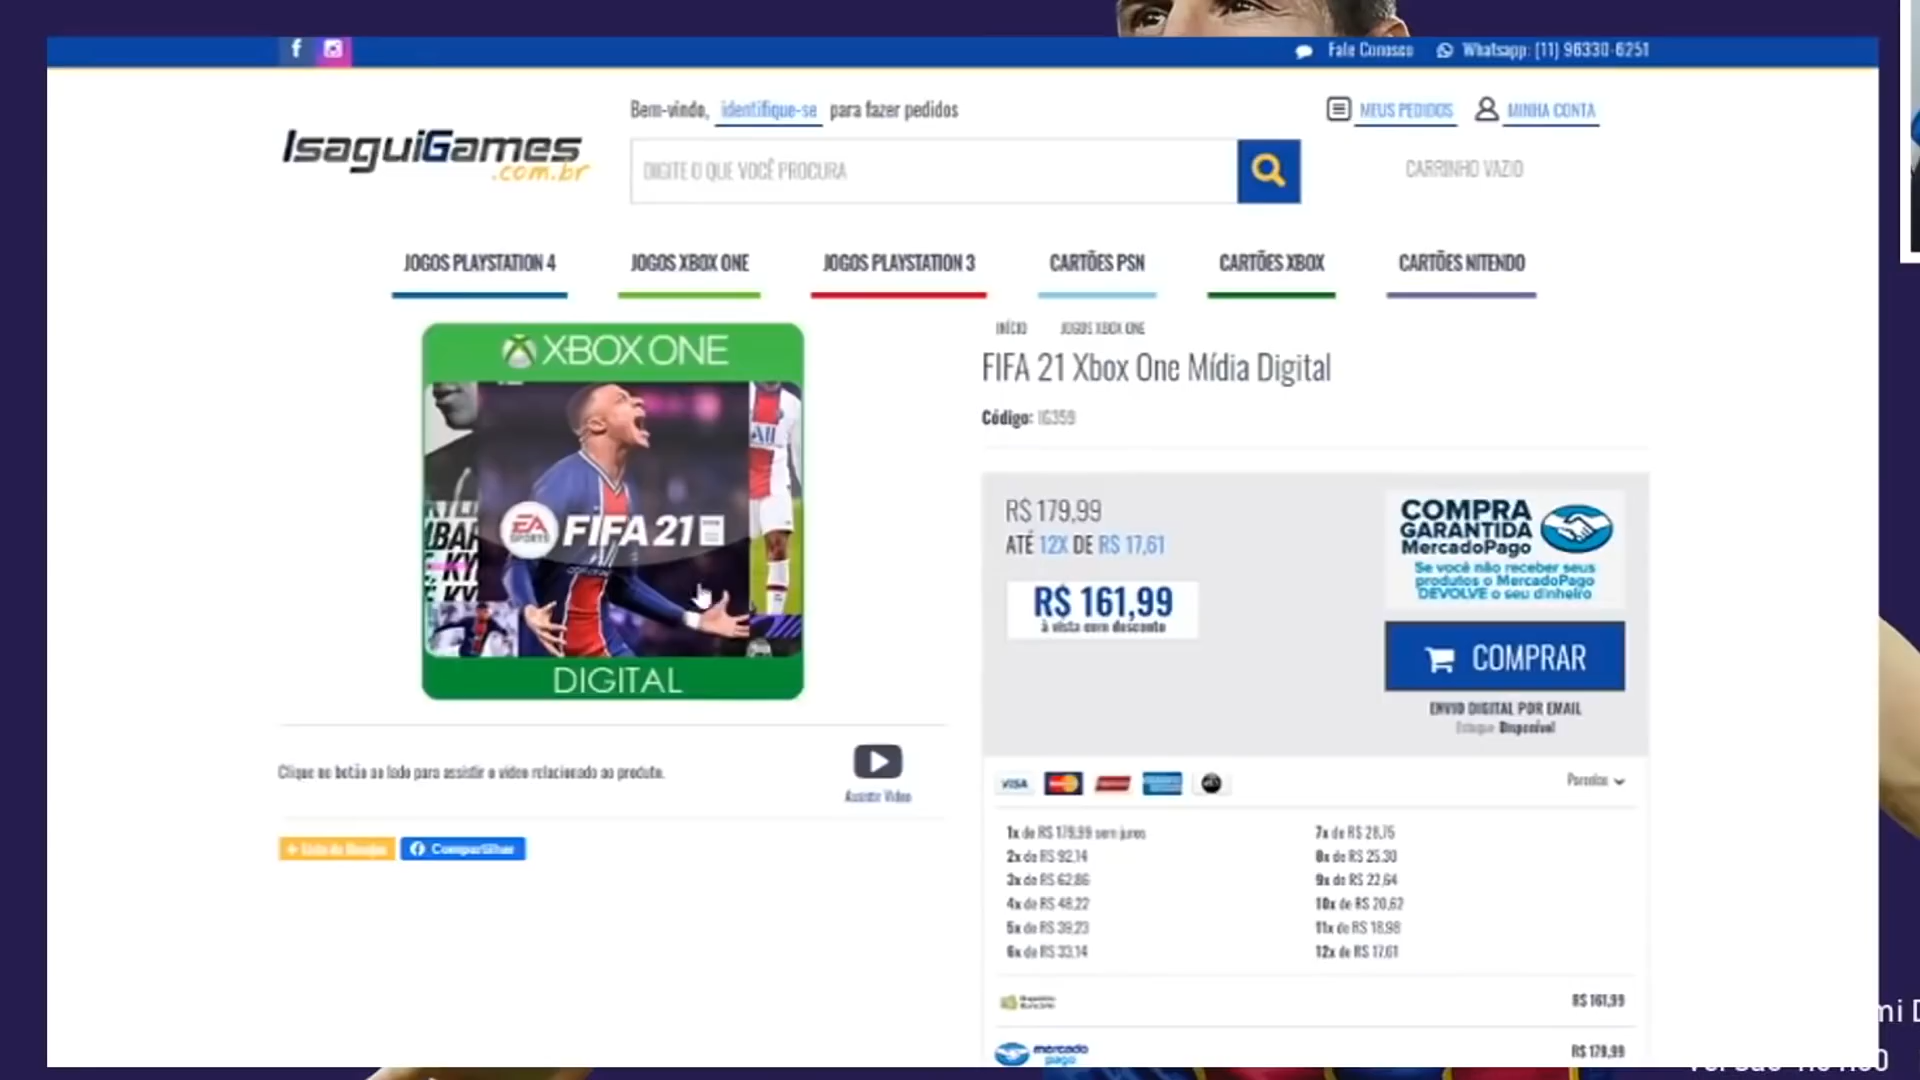 Fale Conosco
Whatsapp: (11) 96330-6251
Bem-vindo, identifique-se para fazer pedidos
MEUS PEDIDOS
MINHA CONTA
IsaguiGames
.com.br
DIGITE O QUE VOCÊ PROCURA
CARRINHO VAZIO
JOGOS PLAYSTATION 4
JOGOS XBOX ONE
JOGOS PLAYSTATION 3
CARTÕES PSN
CARTÕES XBOX
CARTÕES NITENDO
XBOX ONE
EA SPORTS FIFA 21
DIGITAL
INÍCIO
JOGOS XBOX ONE
FIFA 21 Xbox One Mídia Digital
Código: IG359
R$ 179,99
ATÉ 12X DE R$ 17,61
R$ 161,99
à vista com desconto
COMPRA
GARANTIDA
MercadoPago
Se você não receber seus
produtos o MercadoPago
DEVOLVE o seu dinheiro
COMPRAR
ENVIO DIGITAL POR EMAIL
Estoque: Disponível
Clique no botão ao lado para assistir o vídeo relacionado ao produto.
Assistir Vídeo
+ Lista de Desejos
Compartilhar
VISA
Parcelas
1x de R$ 179,99 sem juros
2x de R$ 92,14
3x de R$ 62,86
4x de R$ 48,22
5x de R$ 39,23
6x de R$ 33,14
7x de R$ 28,75
8x de R$ 25,30
9x de R$ 22,64
10x de R$ 20,62
11x de R$ 18,98
12x de R$ 17,61
R$ 161,99
mercado
pago
R$ 179,99